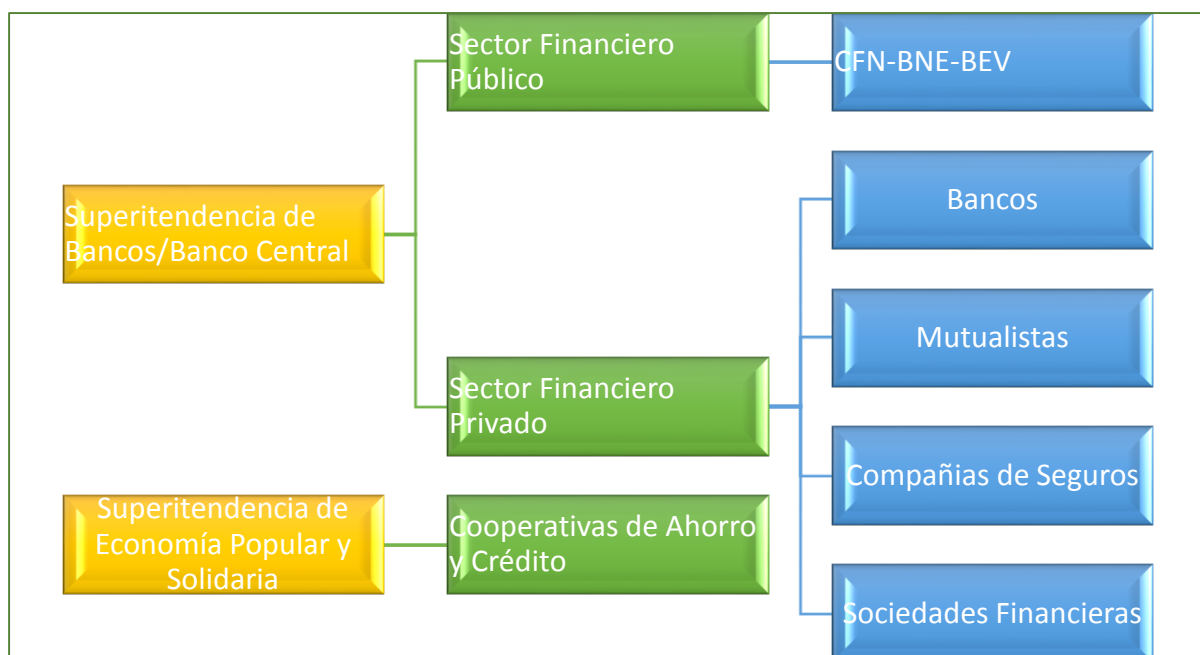 Sector Financiero
Público
CFN-BNE-BEV
Bancos
Superitendencia de
Bancos/Banco Central
Mutualistas
Sector Financiero
Privado
Compañias de Seguros
Superitendencia de
Economía Popular y
Solidaria
Cooperativas de Ahorro
y Crédito
Sociedades Financieras